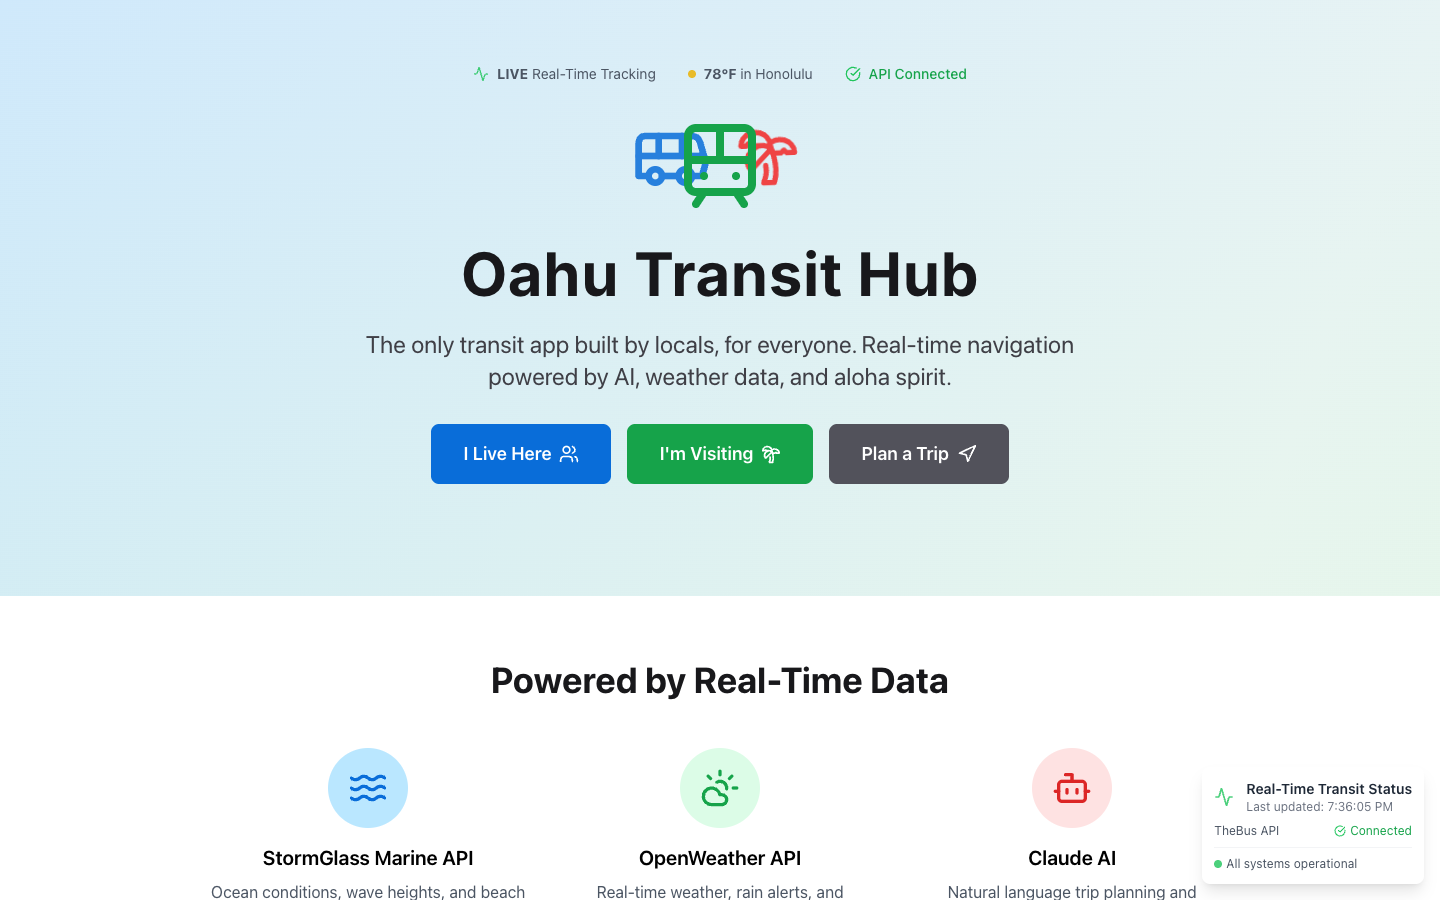 LIVE Real-Time Tracking
78°F in Honolulu
API Connected
Oahu Transit Hub
The only transit app built by locals, for everyone. Real-time navigation
powered by AI, weather data, and aloha spirit.
I Live Here
I'm Visiting
Plan a Trip
Powered by Real-Time Data
StormGlass Marine API
Ocean conditions, wave heights, and beach
OpenWeather API
Real-time weather, rain alerts, and
Claude AI
Natural language trip planning and
Real-Time Transit Status
Last updated: 7:36:05 PM
TheBus API
Connected
All systems operational